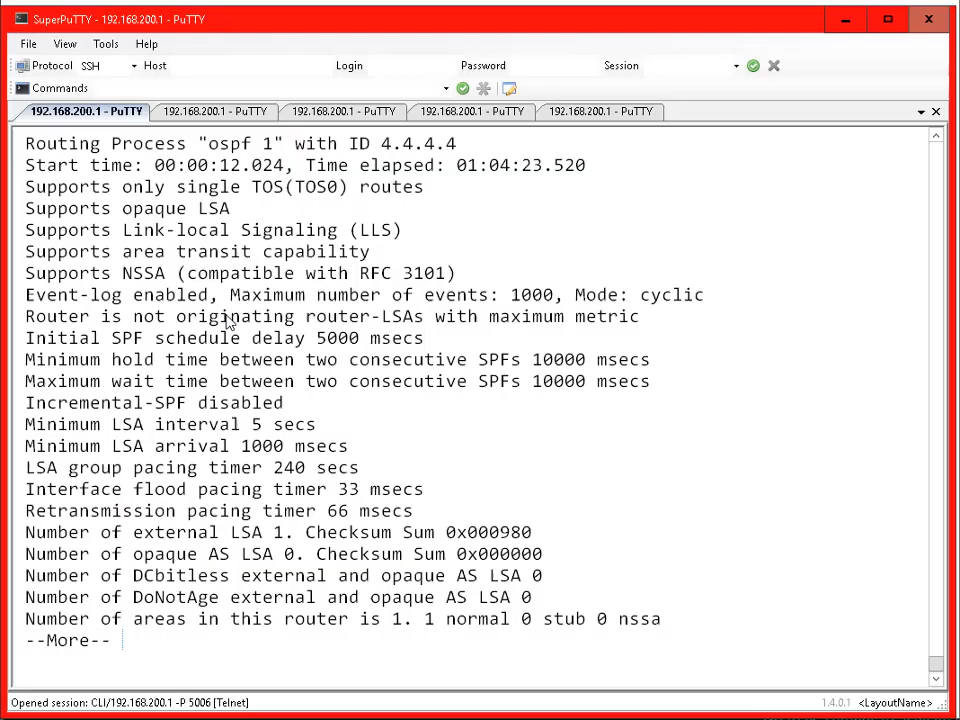 SuperPuTTY - 192.168.200.1 - PuTTY
File View Tools Help
Protocol SSH Host Login Password Session
Commands
192.168.200.1 - PuTTY 192.168.200.1 - PuTTY 192.168.200.1 - PuTTY 192.168.200.1 - PuTTY 192.168.200.1 - PuTTY
Routing Process "ospf 1" with ID 4.4.4.4
Start time: 00:00:12.024, Time elapsed: 01:04:23.520
Supports only single TOS(TOS0) routes
Supports opaque LSA
Supports Link-local Signaling (LLS)
Supports area transit capability
Supports NSSA (compatible with RFC 3101)
Event-log enabled, Maximum number of events: 1000, Mode: cyclic
Router is not originating router-LSAs with maximum metric
Initial SPF schedule delay 5000 msecs
Minimum hold time between two consecutive SPFs 10000 msecs
Maximum wait time between two consecutive SPFs 10000 msecs
Incremental-SPF disabled
Minimum LSA interval 5 secs
Minimum LSA arrival 1000 msecs
LSA group pacing timer 240 secs
Interface flood pacing timer 33 msecs
Retransmission pacing timer 66 msecs
Number of external LSA 1. Checksum Sum 0x000980
Number of opaque AS LSA 0. Checksum Sum 0x000000
Number of DCbitless external and opaque AS LSA 0
Number of DoNotAge external and opaque AS LSA 0
Number of areas in this router is 1. 1 normal 0 stub 0 nssa
--More--
Opened session: CLI/192.168.200.1 -P 5006 [Telnet] 1.4.0.1 <LayoutName>